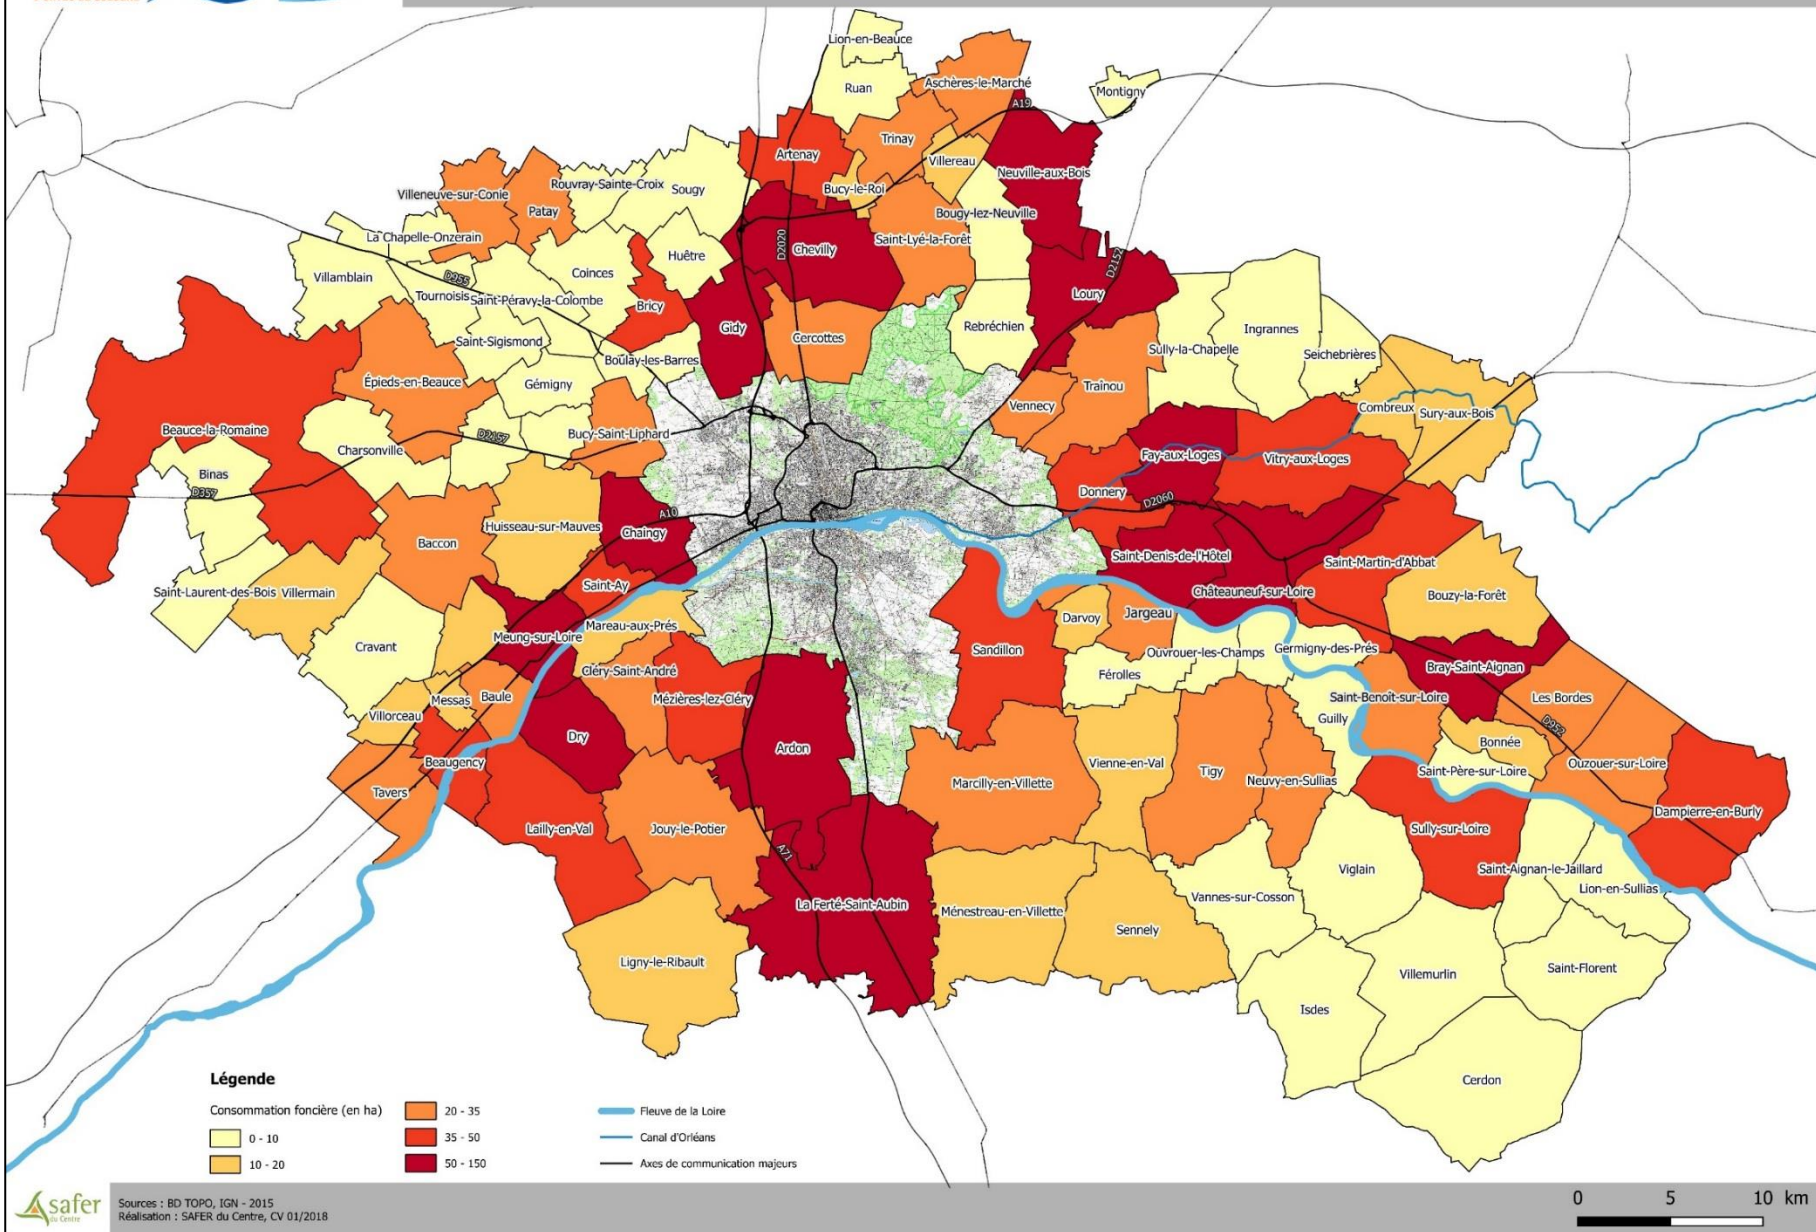 Lion-en-Beauce
Ruan
Aschères-le-Marché
Montigny
A19
Trinay
Artenay
Villereau
Neuville-aux-Bois
Rouvray-Sainte-Croix
Sougy
Bucy-le-Roi
Villeneuve-sur-Conie
Patay
Bougy-lez-Neuville
La Chapelle-Onzerain
D2020
Chevilly
Saint-Lyé-la-Forêt
Huêtre
D2152
Villamblain
D955
Coinces
Tournoisis
Saint-Péravy-la-Colombe
Bricy
Loury
Gidy
Rebréchien
Ingrannes
Cercottes
Saint-Sigismond
Sully-la-Chapelle
Seichebrières
Boulay-les-Barres
Épieds-en-Beauce
Gémigny
Traînou
Vennecy
Combreux
Sury-aux-Bois
Beauce-la-Romaine
D2157
Bucy-Saint-Liphard
Charsonville
Fay-aux-Loges
Vitry-aux-Loges
Binas
D357
Donnery
D2060
Huisseau-sur-Mauves
A10
Chaingy
Baccon
Saint-Denis-de-l'Hôtel
Saint-Martin-d'Abbat
Saint-Ay
Saint-Laurent-des-Bois
Villermain
Châteauneuf-sur-Loire
Bouzy-la-Forêt
Jargeau
Darvoy
Mareau-aux-Prés
Meung-sur-Loire
Cravant
Sandillon
Ouvrouer-les-Champs
Germigny-des-Prés
Bray-Saint-Aignan
Cléry-Saint-André
Férolles
Messas
Baule
Mézières-lez-Cléry
Saint-Benoît-sur-Loire
Les Bordes
Villorceau
Guilly
D952
Dry
Ardon
Bonnée
Beaugency
Vienne-en-Val
Tigy
Neuvy-en-Sullias
Saint-Père-sur-Loire
Ouzouer-sur-Loire
Tavers
Marcilly-en-Villette
Dampierre-en-Burly
Lailly-en-Val
Jouy-le-Potier
Sully-sur-Loire
A71
Viglain
Saint-Aignan-le-Jaillard
Lion-en-Sullias
Vannes-sur-Cosson
La Ferté-Saint-Aubin
Ménestreau-en-Villette
Sennely
Ligny-le-Ribault
Villemurlin
Saint-Florent
Isdes
Cerdon
Légende
Consommation foncière (en ha)
0 - 10
10 - 20
20 - 35
35 - 50
50 - 150
Fleuve de la Loire
Canal d'Orléans
Axes de communication majeurs
safer
du Centre
Sources : BD TOPO, IGN - 2015
Réalisation : SAFER du Centre, CV 01/2018
0 5 10 km